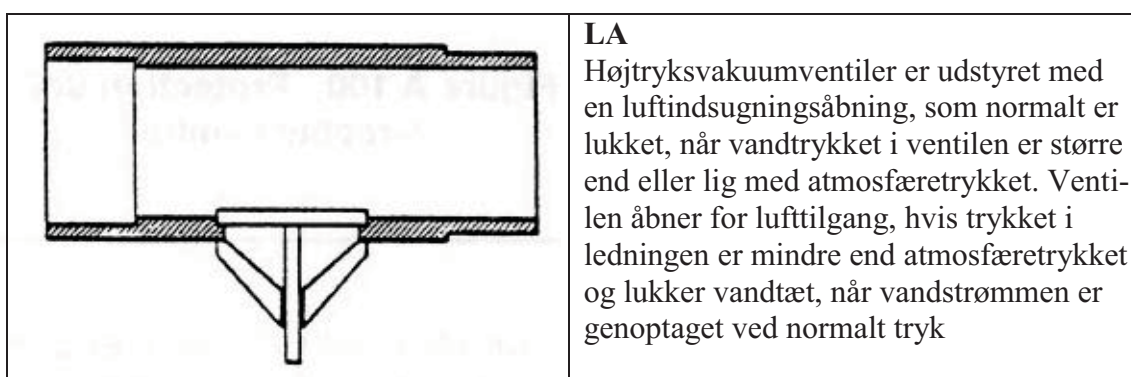 LA
Højtryksvakuumventiler er udstyret med
en luftindsugningsåbning, som normalt er
lukket, når vandtrykket i ventilen er større
end eller lig med atmosfæretrykket. Venti-
len åbner for lufttilgang, hvis trykket i
ledningen er mindre end atmosfæretrykket
og lukker vandtæt, når vandstrømmen er
genoptaget ved normalt tryk